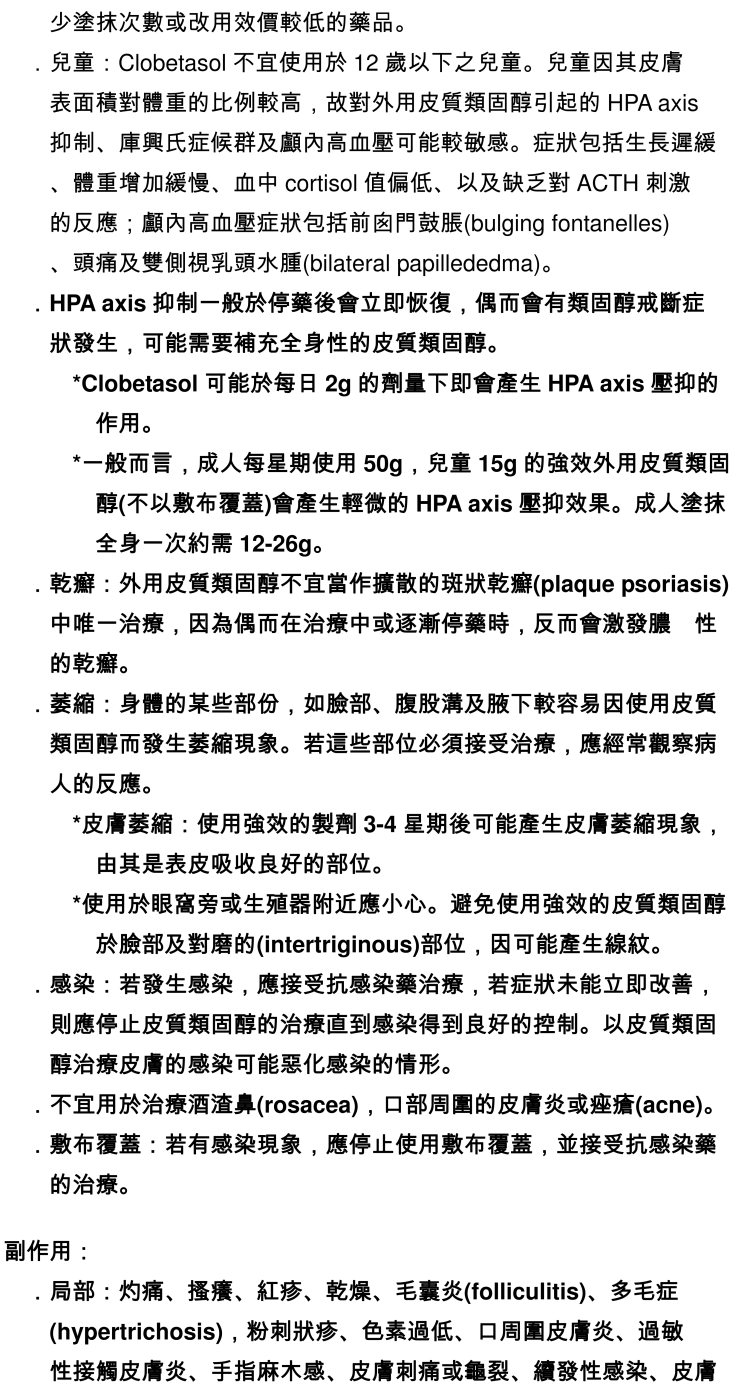 少塗抹次數或改用效價較低的藥品。
．兒童：Clobetasol 不宜使用於 12 歲以下之兒童。兒童因其皮膚
表面積對體重的比例較高，故對外用皮質類固醇引起的 HPA axis
抑制、庫興氏症候群及顱內高血壓可能較敏感。症狀包括生長遲緩
、體重增加緩慢、血中 cortisol 值偏低、以及缺乏對 ACTH 刺激
的反應；顱內高血壓症狀包括前囪門鼓脹(bulging fontanelles)
、頭痛及雙側視乳頭水腫(bilateral papillededma)。
．HPA axis 抑制一般於停藥後會立即恢復，偶而會有類固醇戒斷症
狀發生，可能需要補充全身性的皮質類固醇。
*Clobetasol 可能於每日 2g 的劑量下即會產生 HPA axis 壓抑的
作用。
*一般而言，成人每星期使用 50g，兒童 15g 的強效外用皮質類固
醇(不以敷布覆蓋)會產生輕微的 HPA axis 壓抑效果。成人塗抹
全身一次約需 12-26g。
．乾癬：外用皮質類固醇不宜當作擴散的斑狀乾癬(plaque psoriasis)
中唯一治療，因為偶而在治療中或逐漸停藥時，反而會激發膿　性
的乾癬。
．萎縮：身體的某些部份，如臉部、腹股溝及腋下較容易因使用皮質
類固醇而發生萎縮現象。若這些部位必須接受治療，應經常觀察病
人的反應。
*皮膚萎縮：使用強效的製劑 3-4 星期後可能產生皮膚萎縮現象，
由其是表皮吸收良好的部位。
*使用於眼窩旁或生殖器附近應小心。避免使用強效的皮質類固醇
於臉部及對磨的(intertriginous)部位，因可能產生線紋。
．感染：若發生感染，應接受抗感染藥治療，若症狀未能立即改善，
則應停止皮質類固醇的治療直到感染得到良好的控制。以皮質類固
醇治療皮膚的感染可能惡化感染的情形。
．不宜用於治療酒渣鼻(rosacea)，口部周圍的皮膚炎或痤瘡(acne)。
．敷布覆蓋：若有感染現象，應停止使用敷布覆蓋，並接受抗感染藥
的治療。
副作用：
．局部：灼痛、搔癢、紅疹、乾燥、毛囊炎(folliculitis)、多毛症
(hypertrichosis)，粉刺狀疹、色素過低、口周圍皮膚炎、過敏
性接觸皮膚炎、手指麻木感、皮膚刺痛或龜裂、續發性感染、皮膚